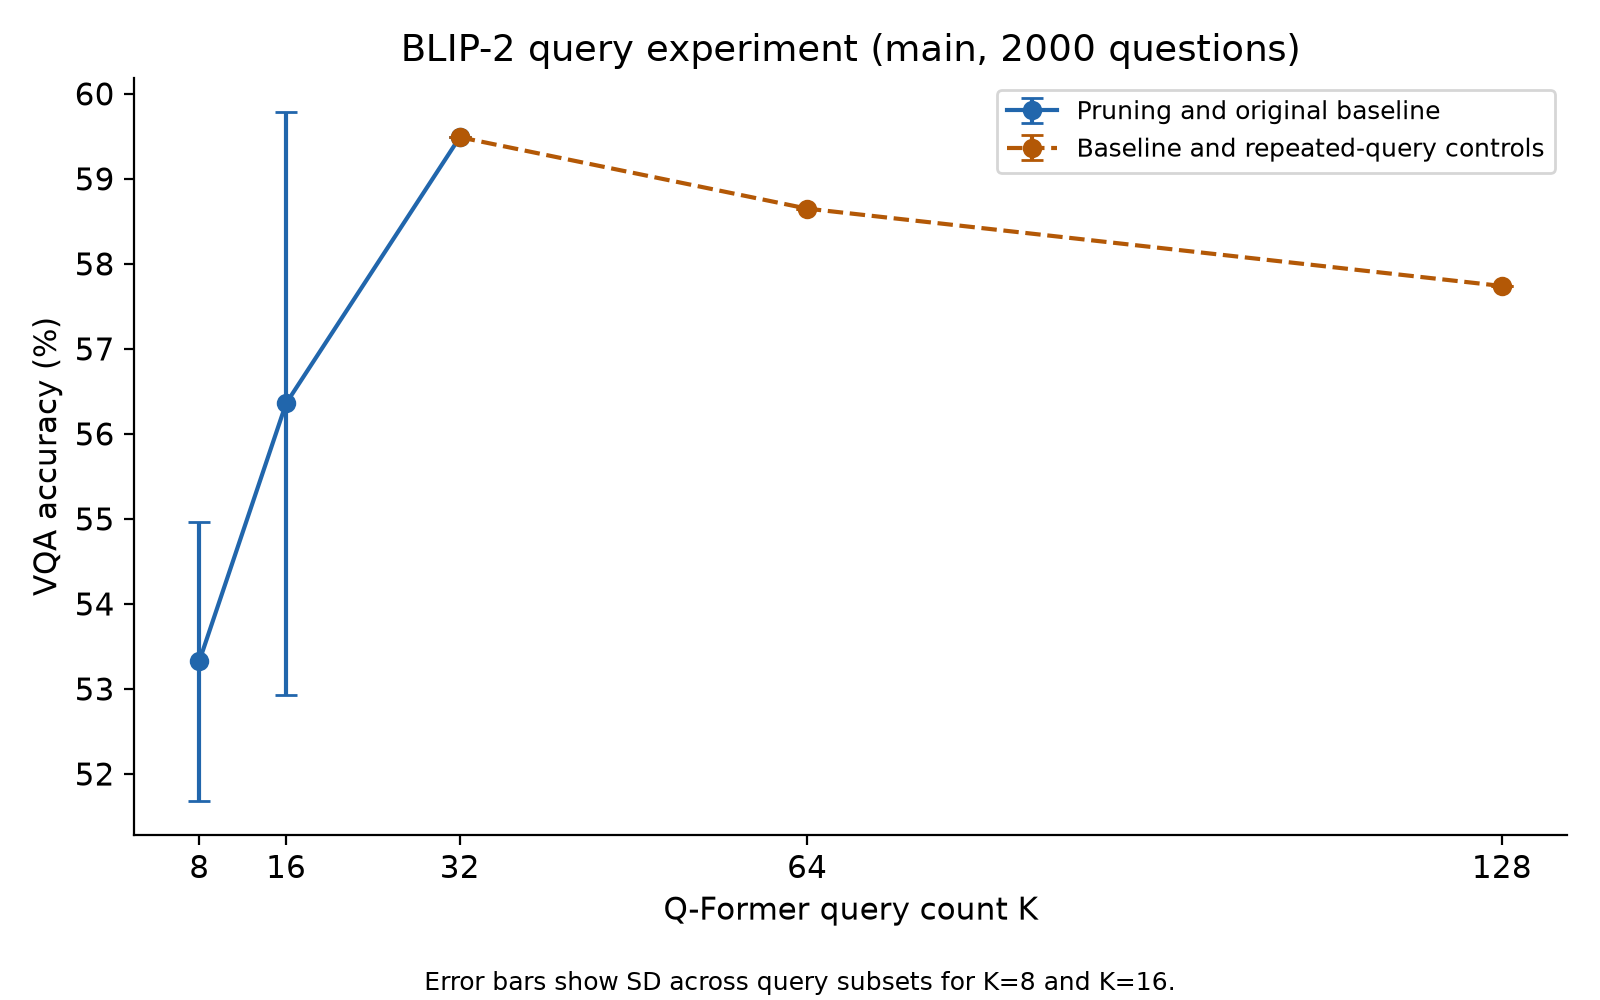 BLIP-2 query experiment (main, 2000 questions)
Pruning and original baseline
Baseline and repeated-query controls
VQA accuracy (%)
60
59
58
57
56
55
54
53
52
8 16 32 64 128
Q-Former query count K
Error bars show SD across query subsets for K=8 and K=16.